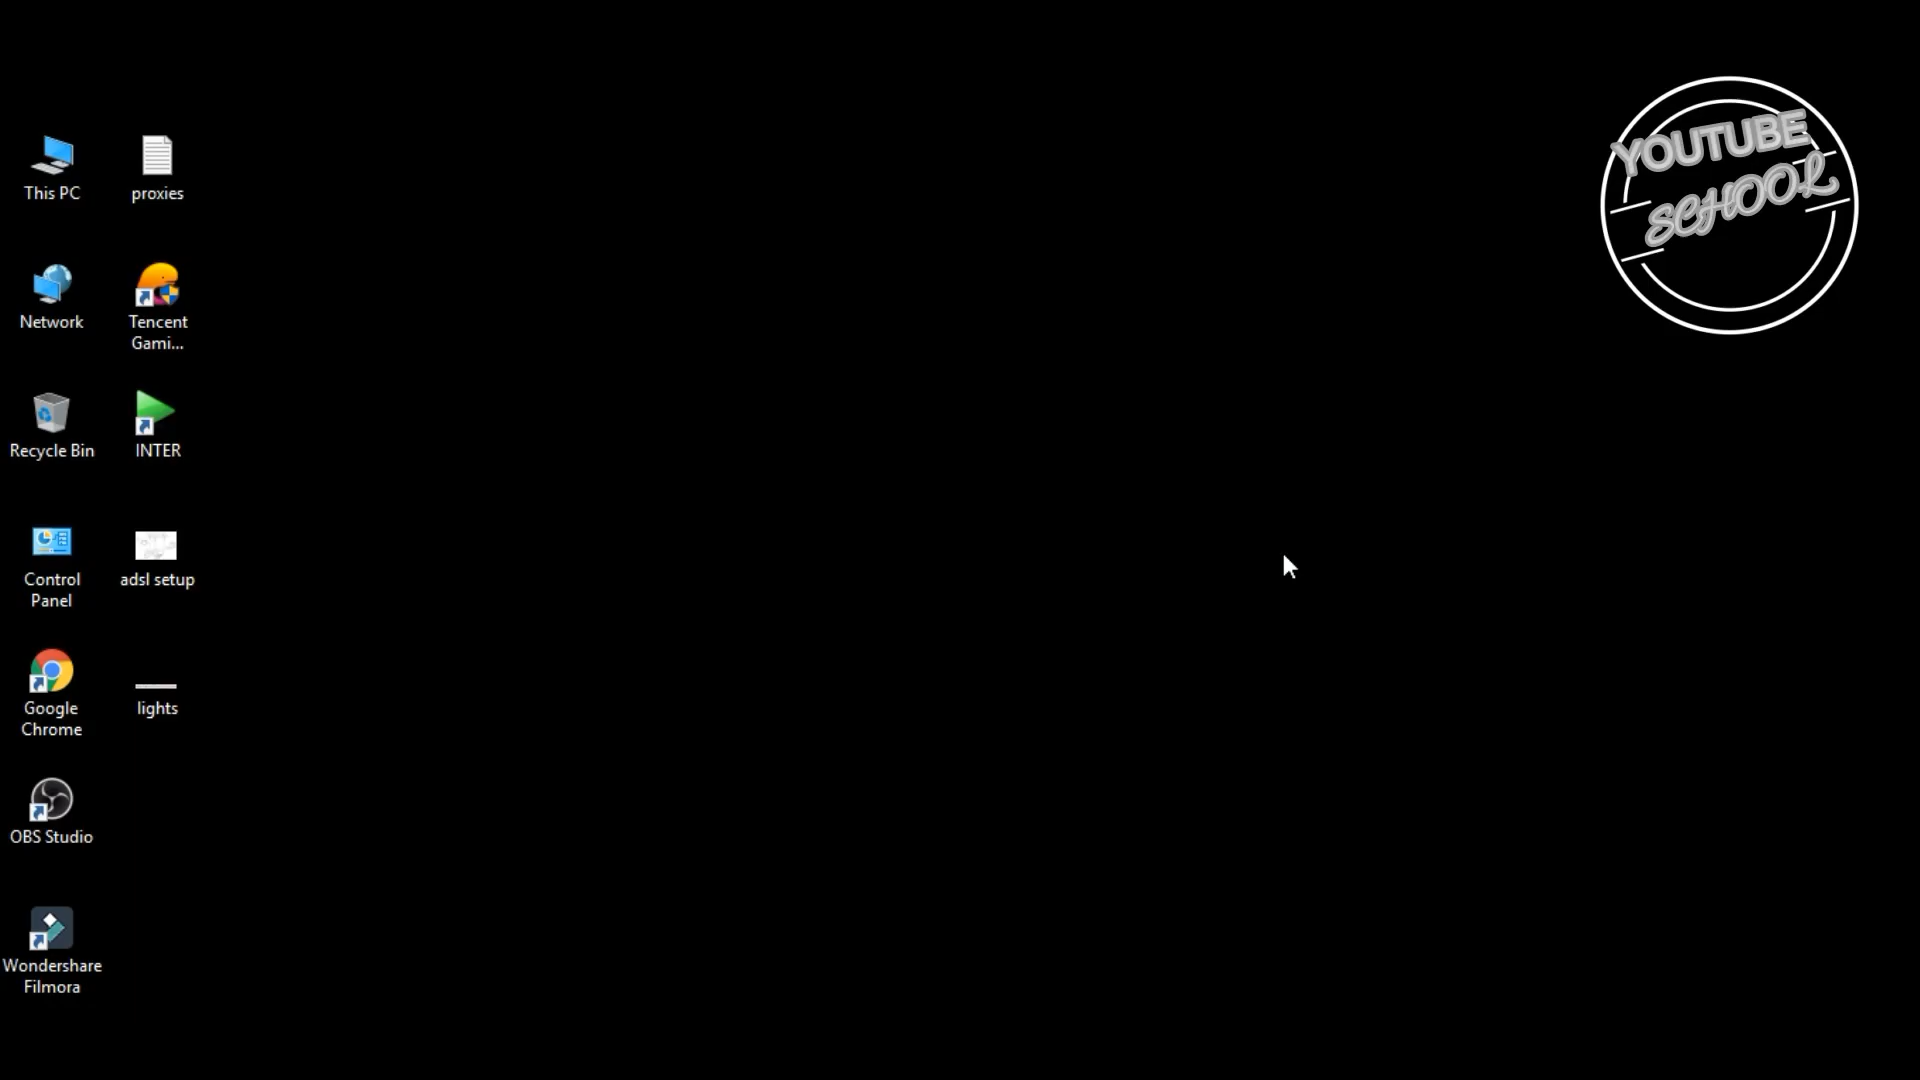 YOUTUBE
SCHOOL
This PC
proxies
Network
Tencent
Gami...
Recycle Bin
INTER
Control
Panel
adsl setup
Google
Chrome
lights
OBS Studio
Wondershare
Filmora